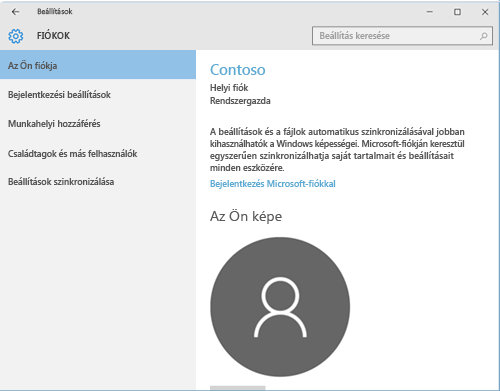 Beállítások
FIÓKOK
Beállítás keresése
Az Ön fiókja
Bejelentkezési beállítások
Munkahelyi hozzáférés
Családtagok és más felhasználók
Beállítások szinkronizálása
Contoso
Helyi fiók
Rendszergazda
A beállítások és a fájlok automatikus szinkronizálásával jobban
kihasználhatók a Windows képességei. Microsoft-fiókján keresztül
egyszerűen szinkronizálhatja saját tartalmait és beállításait
minden eszközére.
Bejelentkezés Microsoft-fiókkal
Az Ön képe